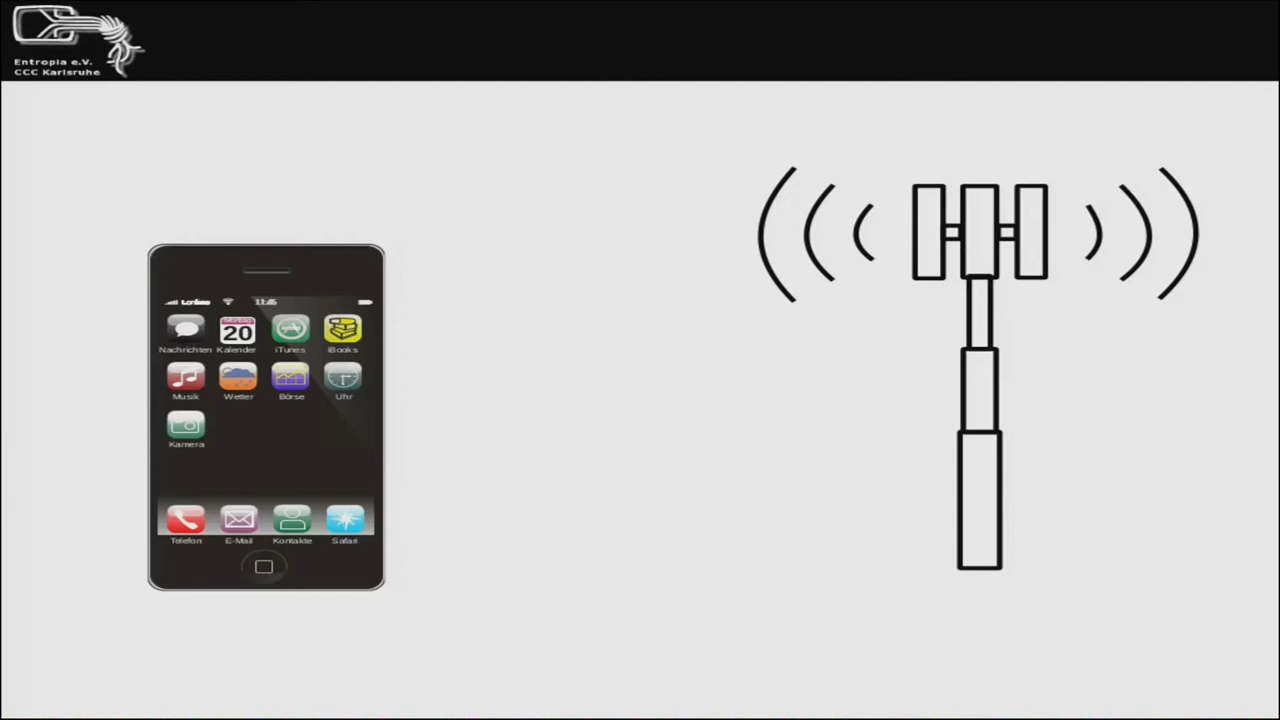 Entropia e.V.
CCC Karlsruhe
11:45
Montag
20
Nachrichten Kalender iTunes iBooks
Musik Wetter Börse Uhr
Kamera
Telefon E-Mail Kontakte Safari